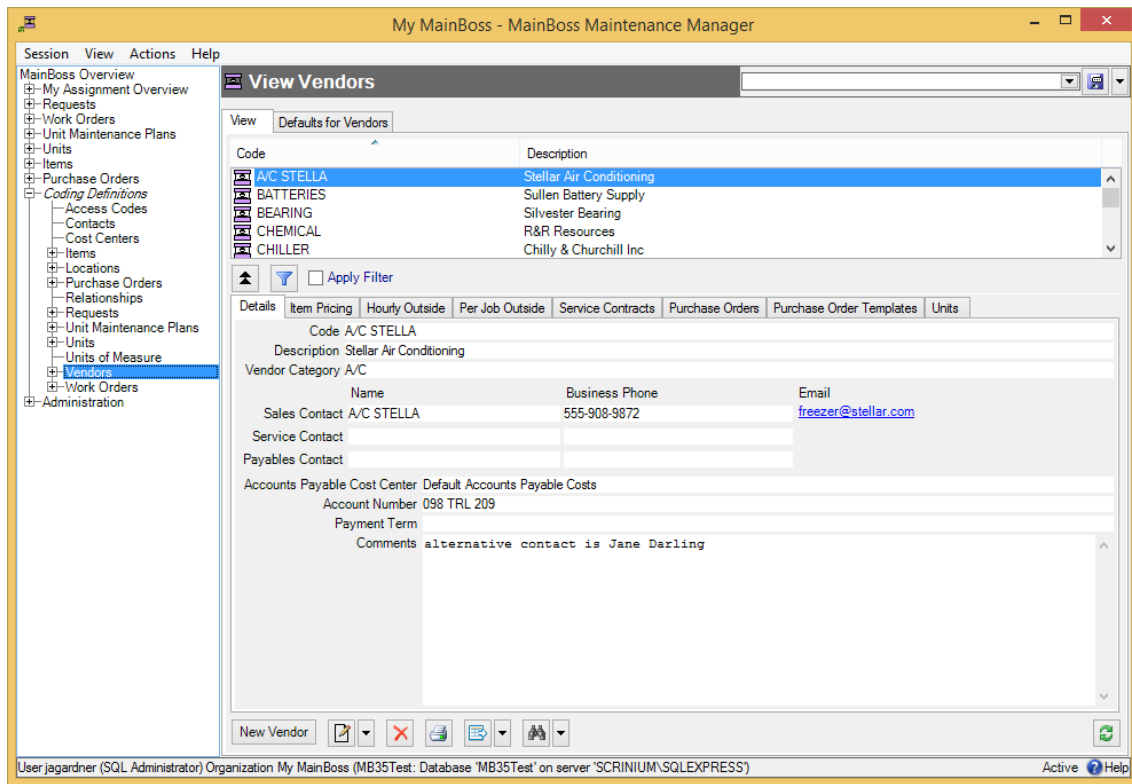 My MainBoss - MainBoss Maintenance Manager
Session View Actions Help
MainBoss Overview
My Assignment Overview
Requests
Work Orders
Unit Maintenance Plans
Units
Items
Purchase Orders
Coding Definitions
Access Codes
Contacts
Cost Centers
Items
Locations
Purchase Orders
Relationships
Requests
Unit Maintenance Plans
Units
Units of Measure
Vendors
Work Orders
Administration
View Vendors
View Defaults for Vendors
Code Description
A/C STELLA Stellar Air Conditioning
BATTERIES Sullen Battery Supply
BEARING Silvester Bearing
CHEMICAL R&R Resources
CHILLER Chilly & Churchill Inc
Apply Filter
Details Item Pricing Hourly Outside Per Job Outside Service Contracts Purchase Orders Purchase Order Templates Units
Code A/C STELLA
Description Stellar Air Conditioning
Vendor Category A/C
Name Business Phone Email
Sales Contact A/C STELLA 555-908-9872 freezer@stellar.com
Service Contact
Payables Contact
Accounts Payable Cost Center Default Accounts Payable Costs
Account Number 098 TRL 209
Payment Term
Comments alternative contact is Jane Darling
New Vendor
User jagardner (SQL Administrator) Organization My MainBoss (MB35Test: Database 'MB35Test' on server 'SCRINIUM\SQLEXPRESS') Active Help